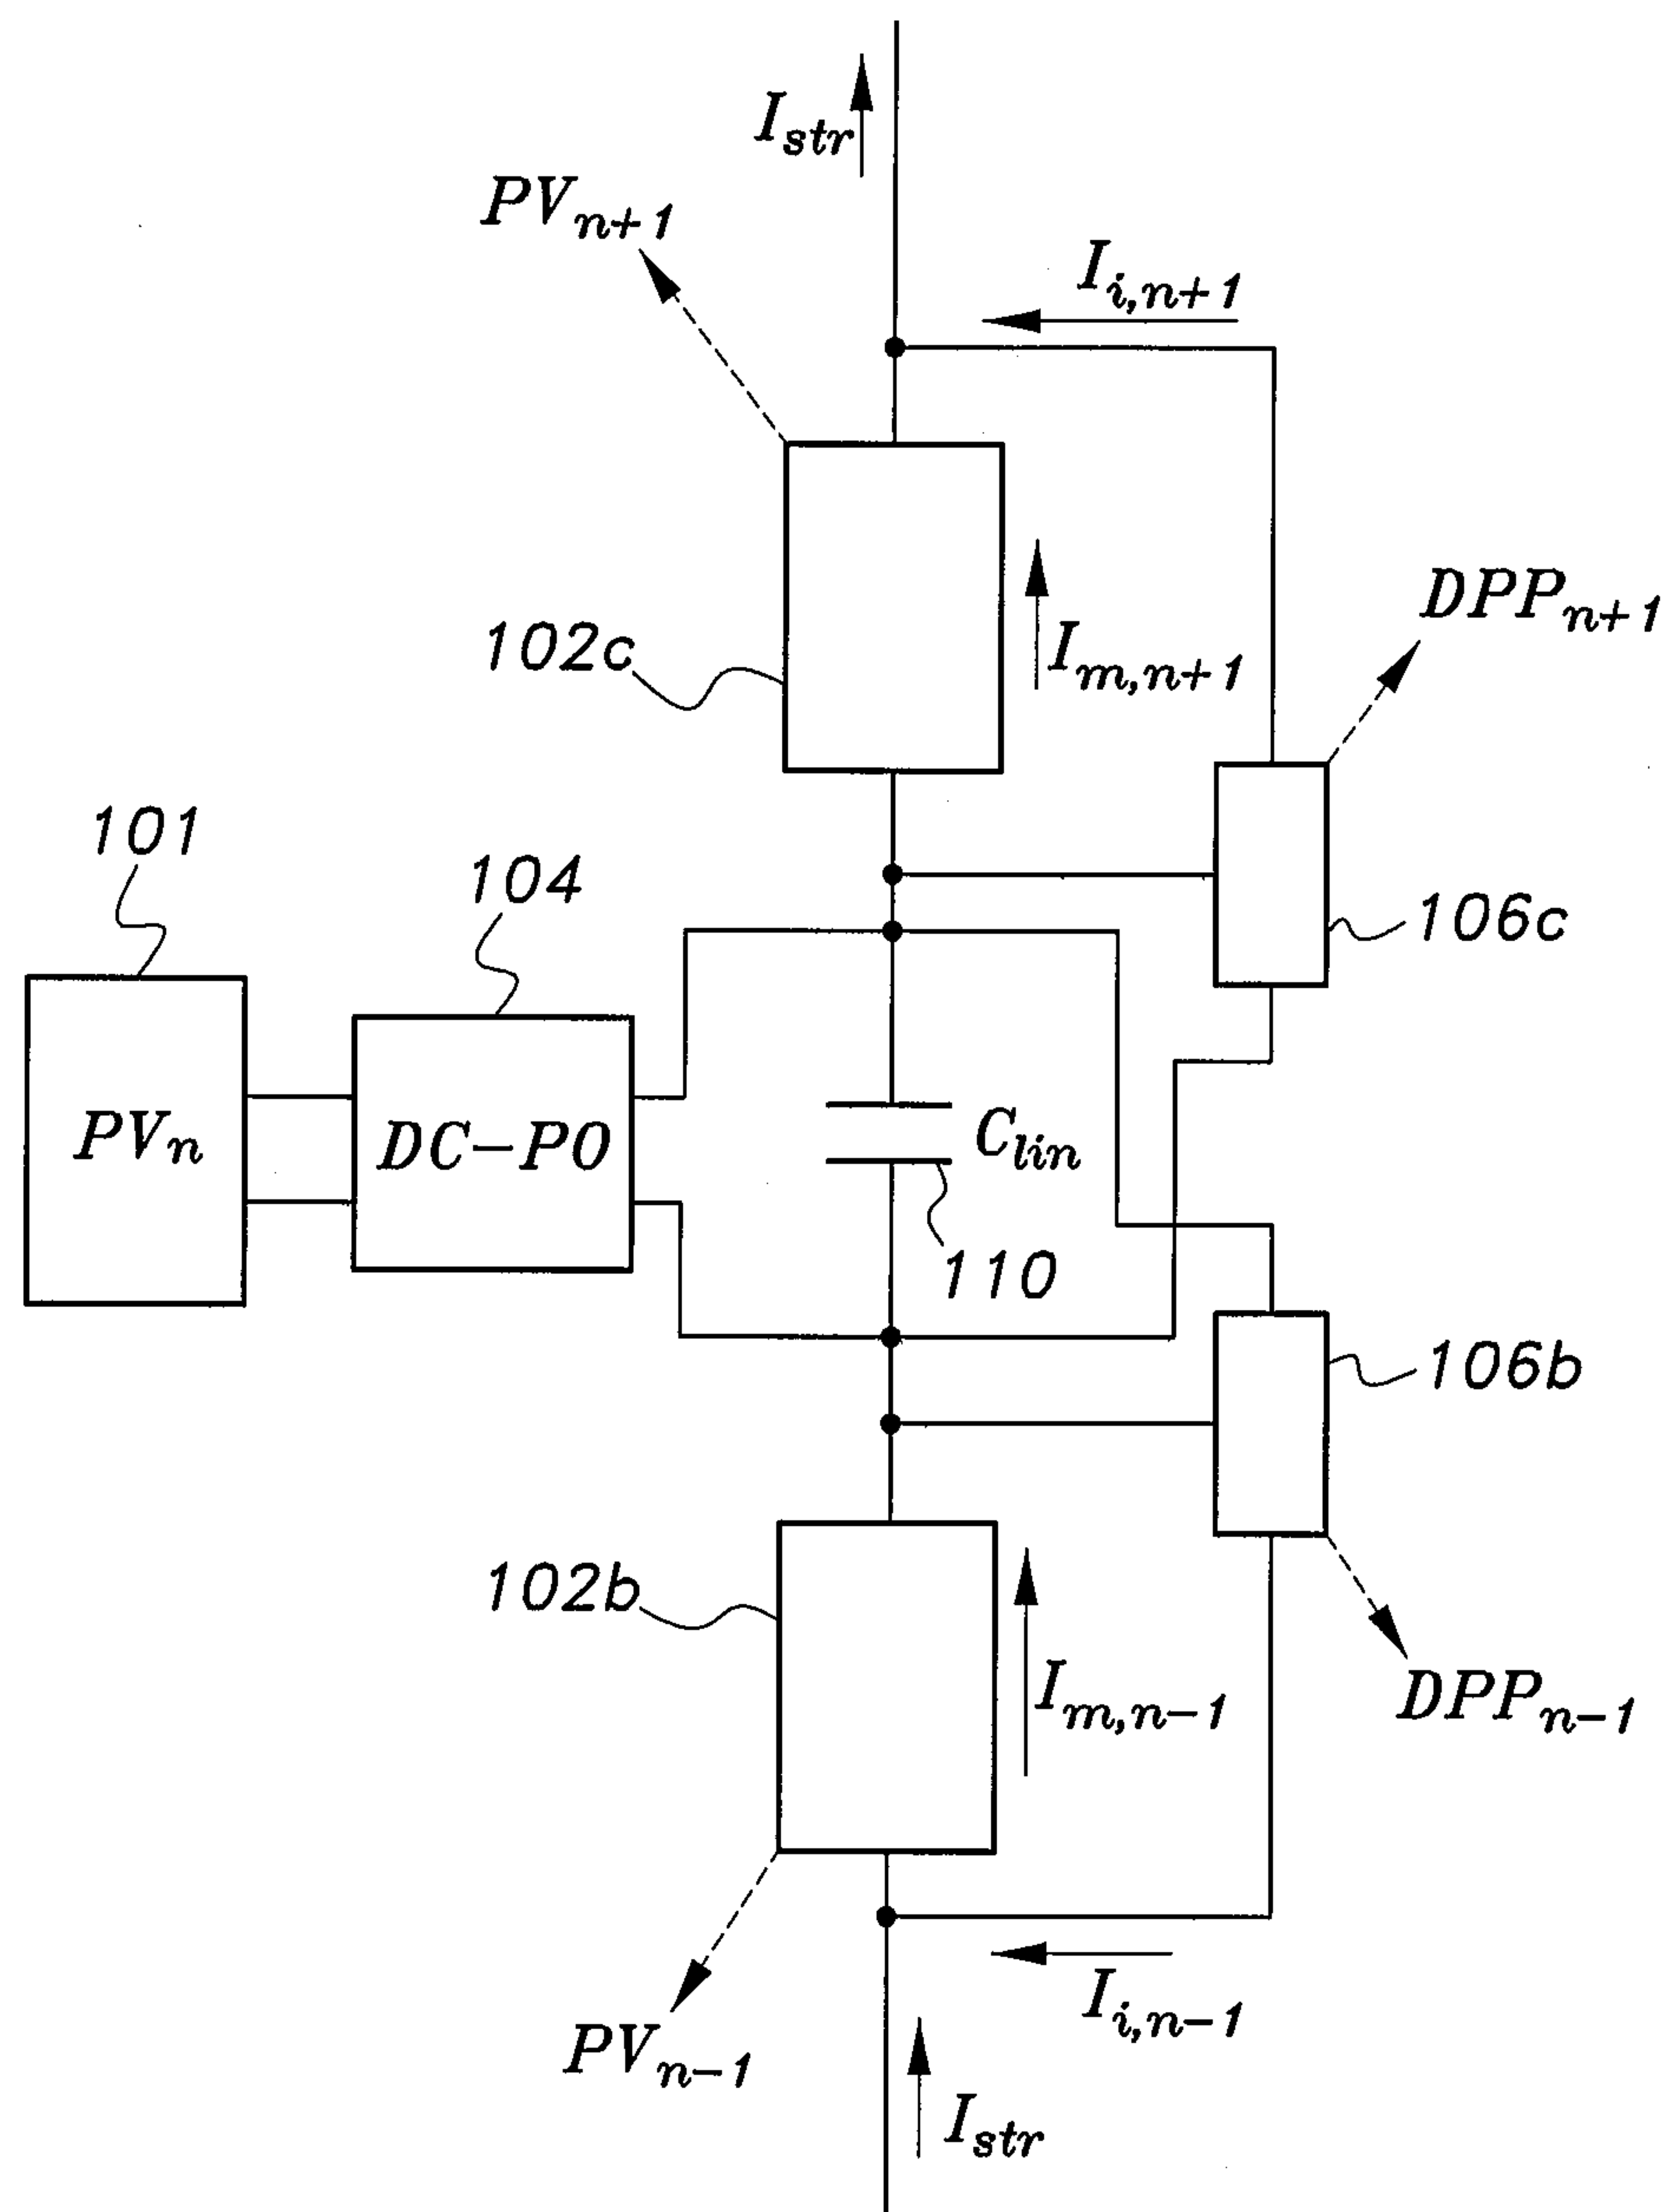 I_str
PV_n+1
I_i,n+1
DPP_n+1
102c
I_m,n+1
101
104
106c
PV_n
DC-PO
C_lin
110
106b
102b
I_m,n-1
DPP_n-1
I_i,n-1
PV_n-1
I_str